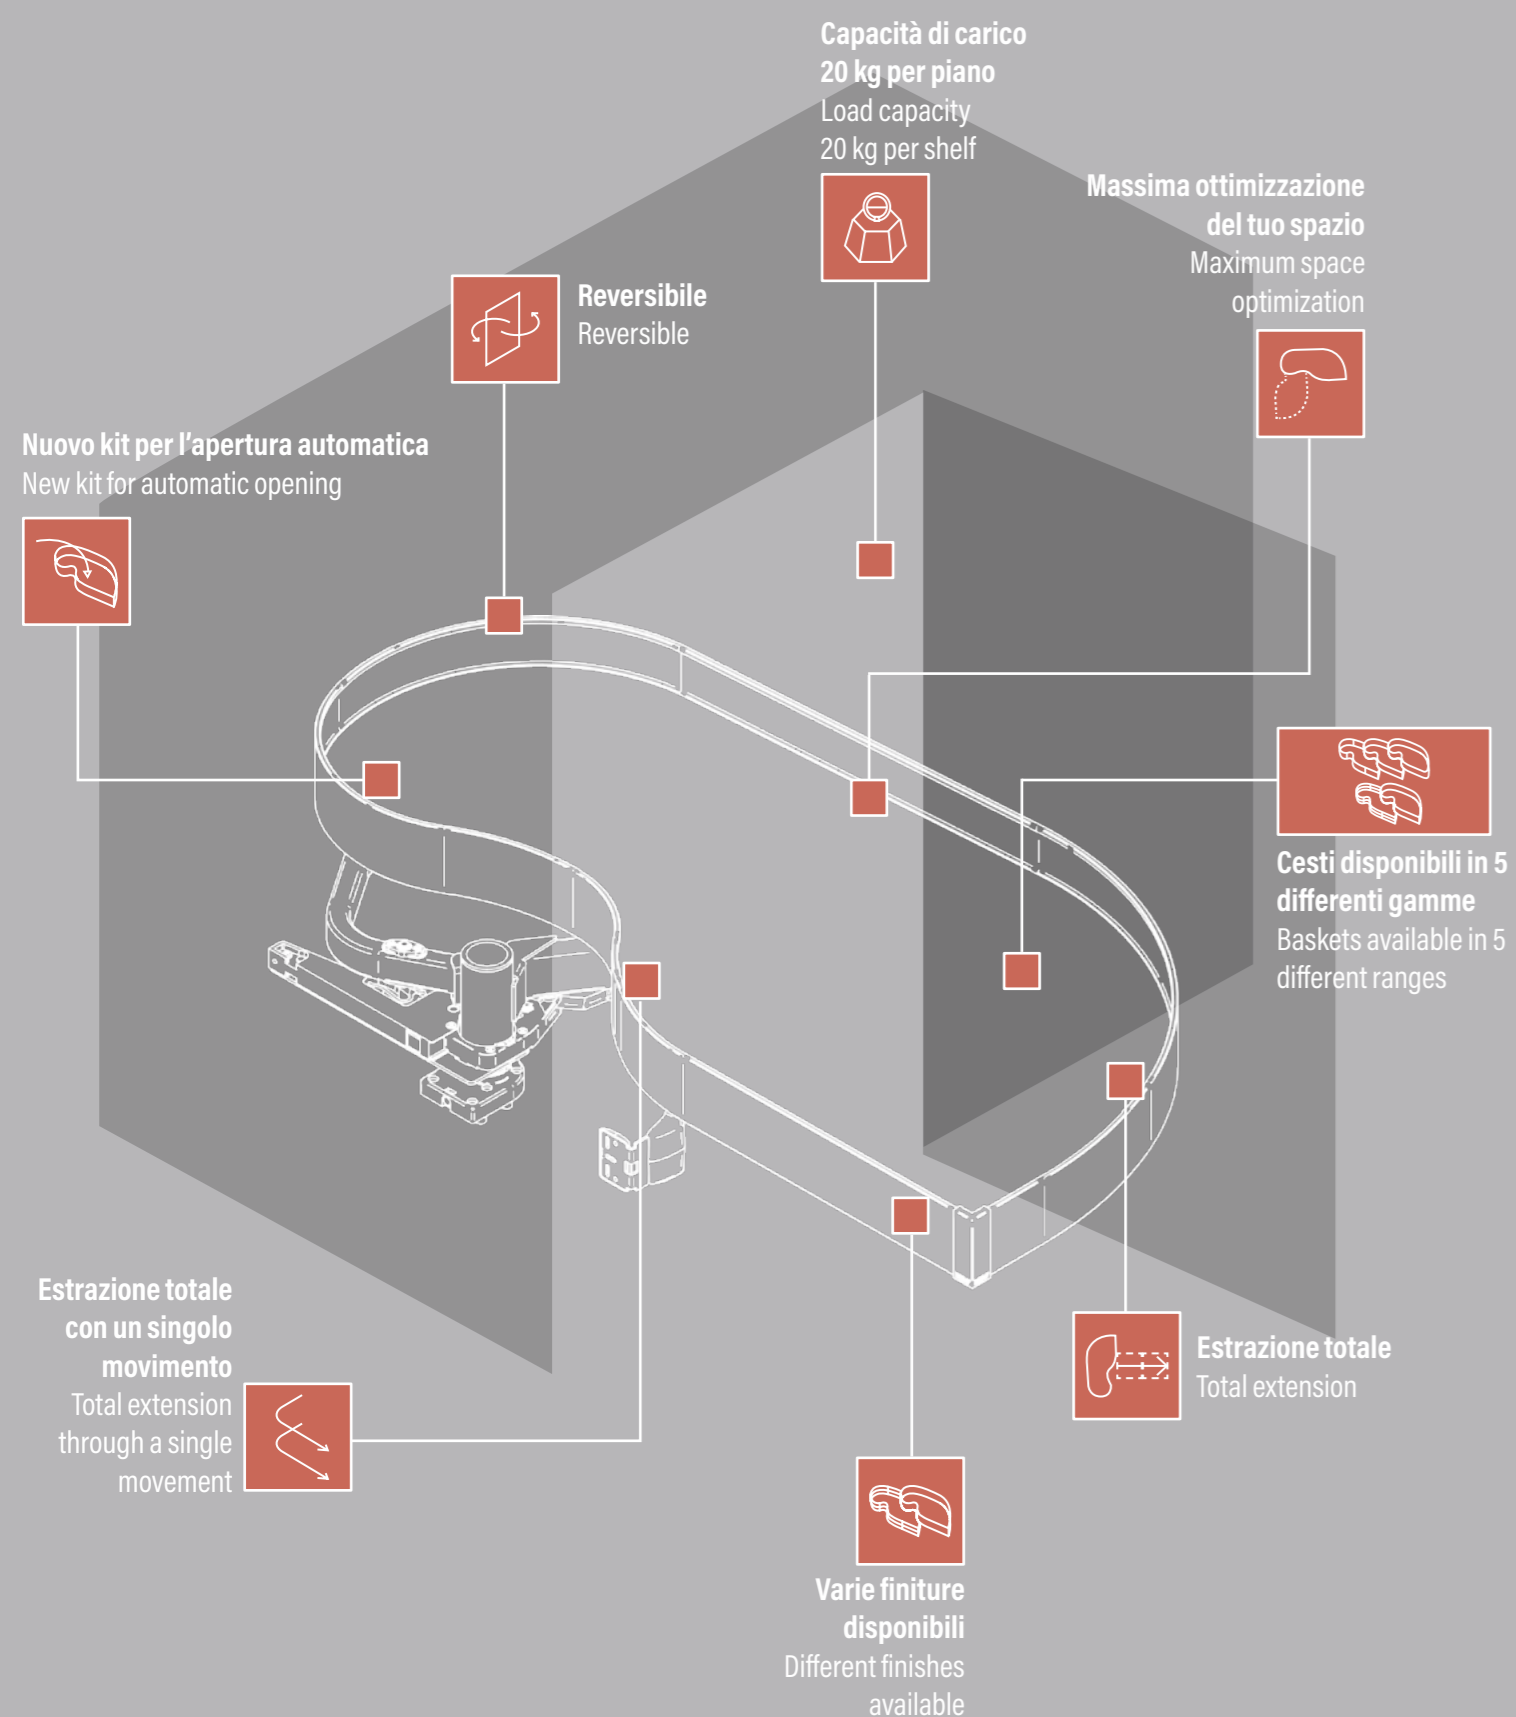 Capacità di carico
20 kg per piano
Load capacity
20 kg per shelf
Massima ottimizzazione
del tuo spazio
Maximum space
optimization
Reversibile
Reversible
Nuovo kit per l'apertura automatica
New kit for automatic opening
Cesti disponibili in 5
differenti gamme
Baskets available in 5
different ranges
Estrazione totale
con un singolo
movimento
Total extension
through a single
movement
Estrazione totale
Total extension
Varie finiture
disponibili
Different finishes
available